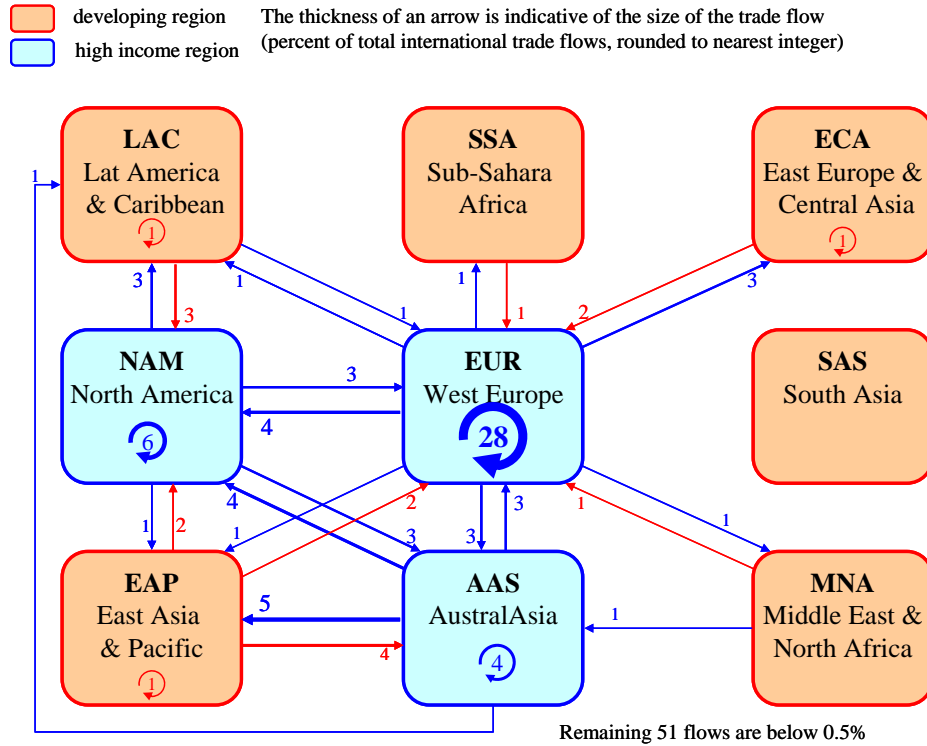 developing region
The thickness of an arrow is indicative of the size of the trade flow
high income region
(percent of total international trade flows, rounded to nearest integer)
LAC
Lat America
& Caribbean
1
SSA
Sub-Sahara
Africa
ECA
East Europe &
Central Asia
1
1
3
3
1
1
1
1
2
3
NAM
North America
6
3
4
EUR
West Europe
28
SAS
South Asia
1
2
4
3
1
2
3
3
1
1
EAP
East Asia
& Pacific
1
5
4
AAS
AustralAsia
4
1
MNA
Middle East &
North Africa
Remaining 51 flows are below 0.5%